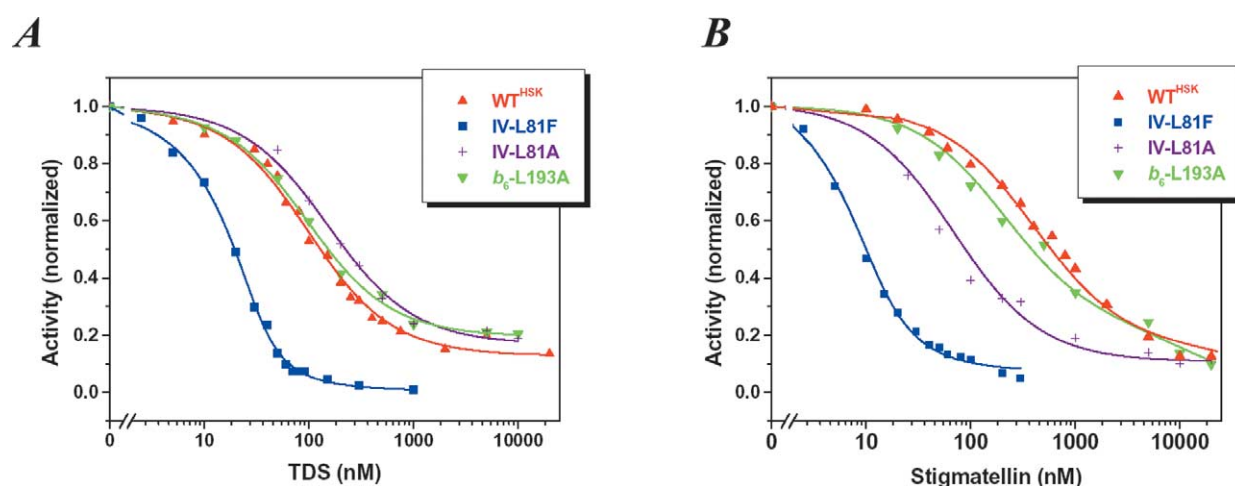 A
B
WT^HSK
IV-L81F
IV-L81A
b₆-L193A
WT^HSK
IV-L81F
IV-L81A
b₆-L193A
Activity (normalized)
1.0
0.8
0.6
0.4
0.2
0.0
0 10 100 1000 10000
TDS (nM)
Activity (normalized)
1.0
0.8
0.6
0.4
0.2
0.0
0 10 100 1000 10000
Stigmatellin (nM)